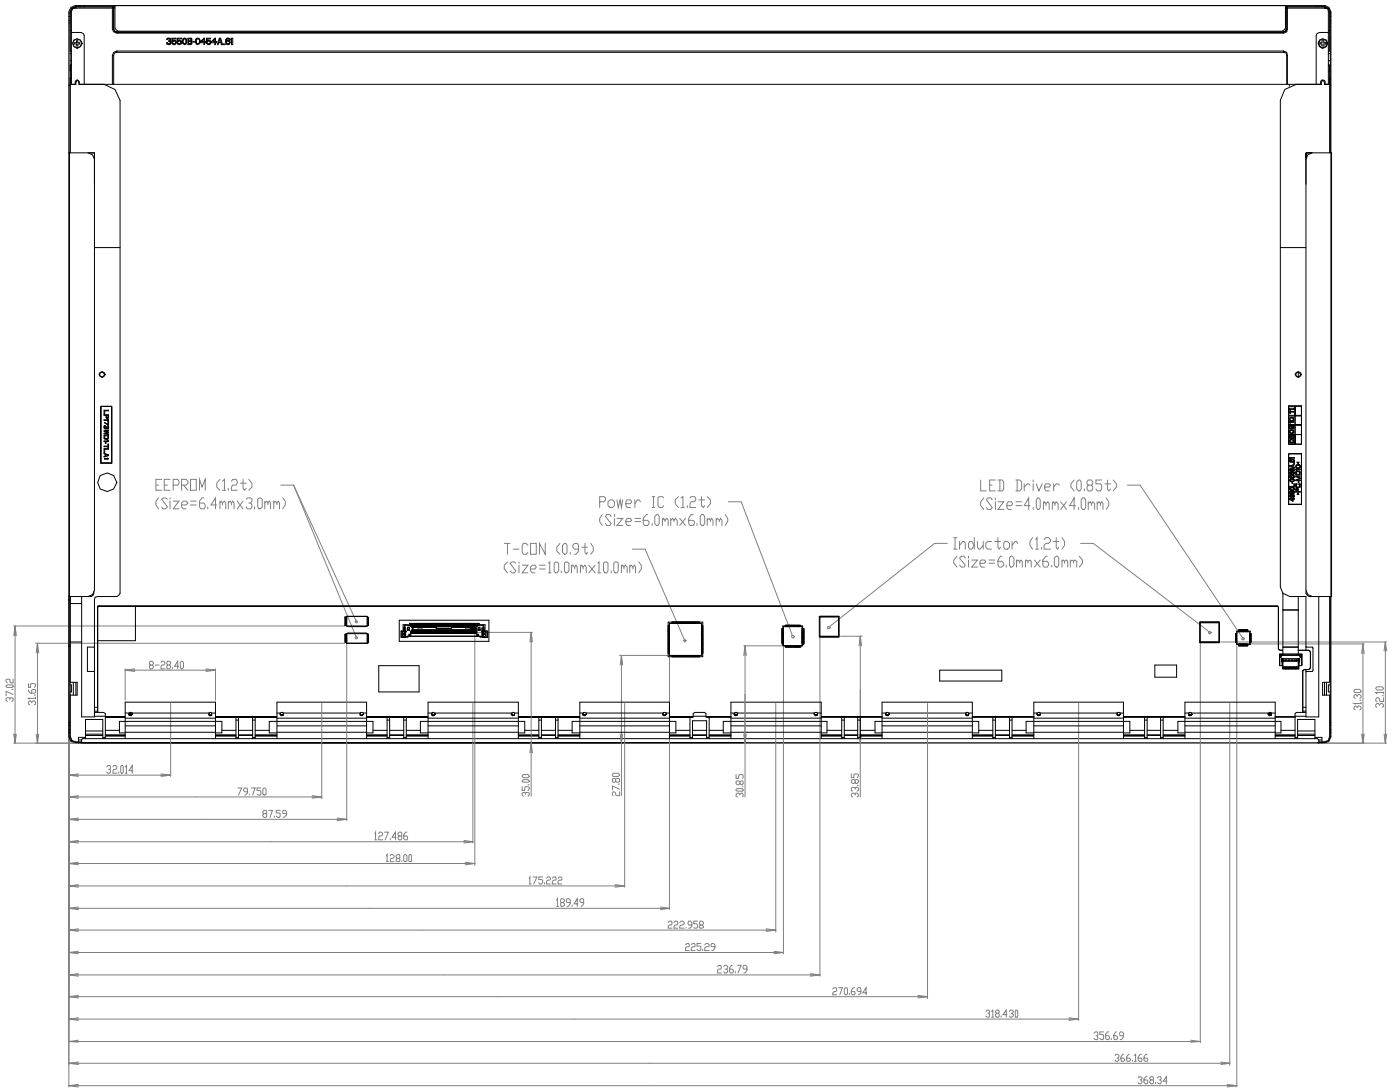 35508-0454A.6I
EEPROM (1.2t)
(Size=6.4mmx3.0mm)
Power IC (1.2t)
(Size=6.0mmx6.0mm)
T-CON (0.9t)
(Size=10.0mmx10.0mm)
LED Driver (0.85t)
(Size=4.0mmx4.0mm)
Inductor (1.2t)
(Size=6.0mmx6.0mm)
37.02
31.65
8-28.40
31.30
32.10
35.00
27.80
30.85
33.85
32.014
79.750
87.59
127.486
128.00
175.222
189.49
222.958
225.29
236.79
270.694
318.430
356.69
366.166
368.34